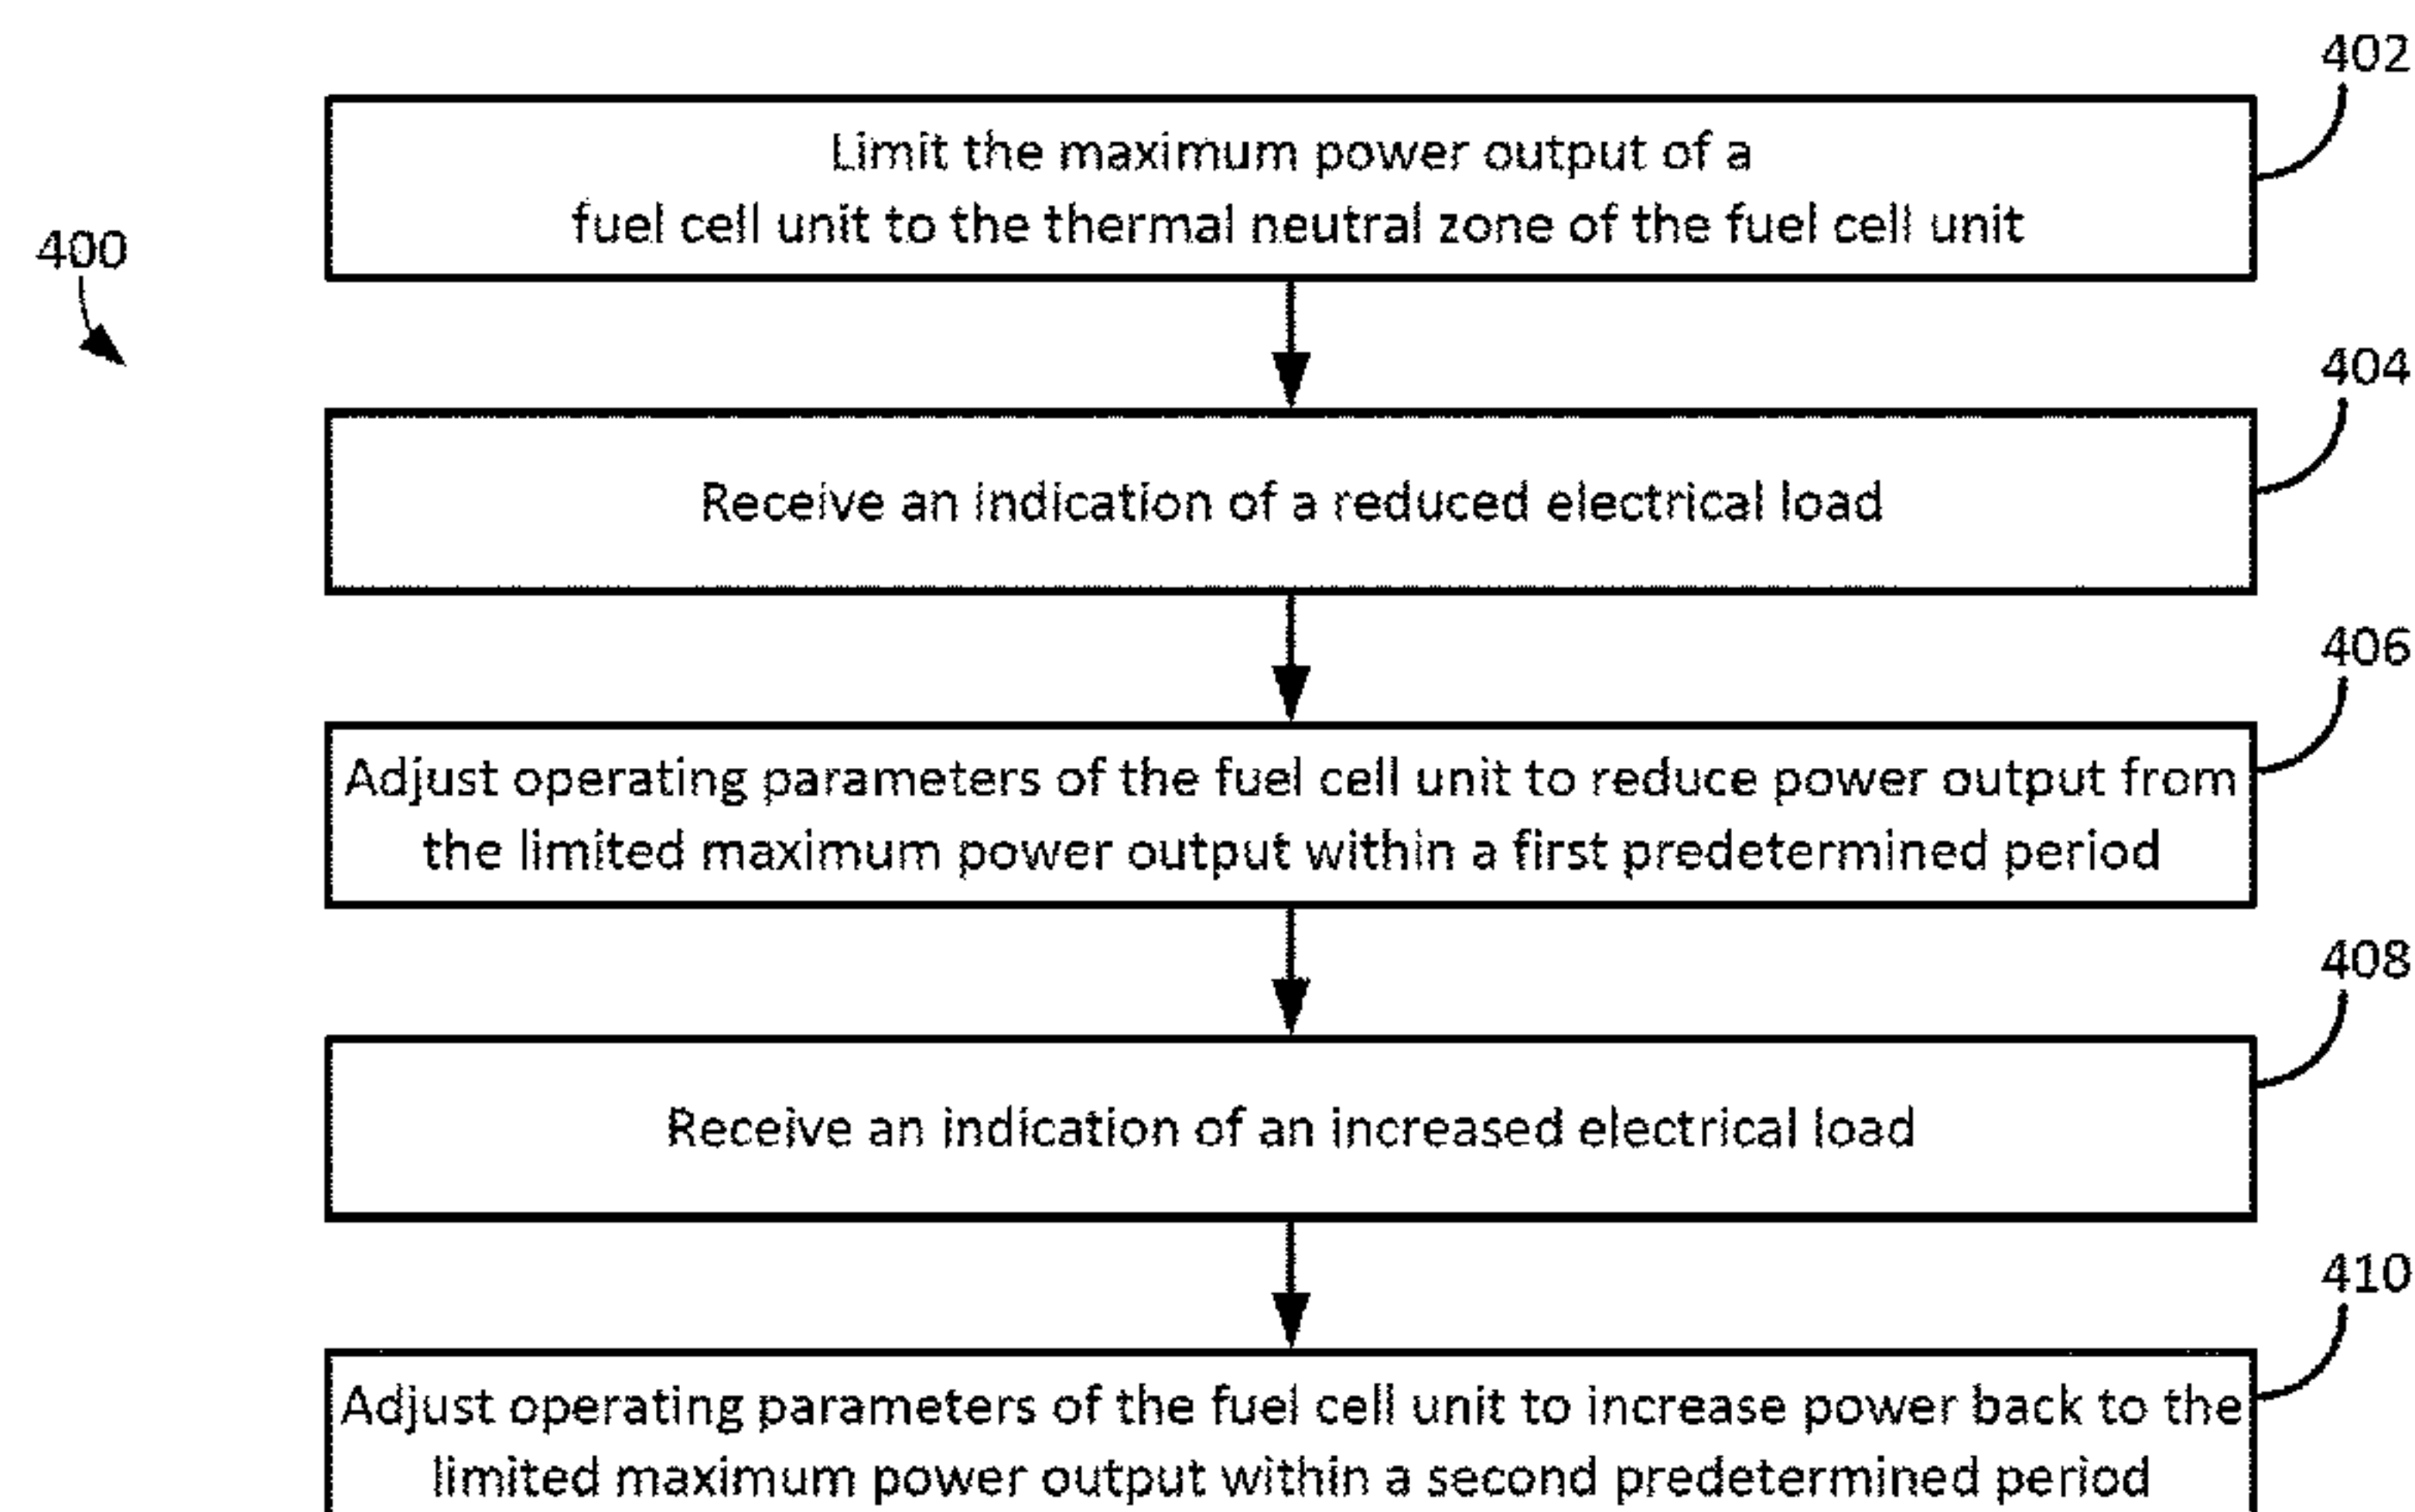 402
Limit the maximum power output of a
fuel cell unit to the thermal neutral zone of the fuel cell unit
400
404
Receive an indication of a reduced electrical load
406
Adjust operating parameters of the fuel cell unit to reduce power output from
the limited maximum power output within a first predetermined period
408
Receive an indication of an increased electrical load
410
Adjust operating parameters of the fuel cell unit to increase power back to the
limited maximum power output within a second predetermined period